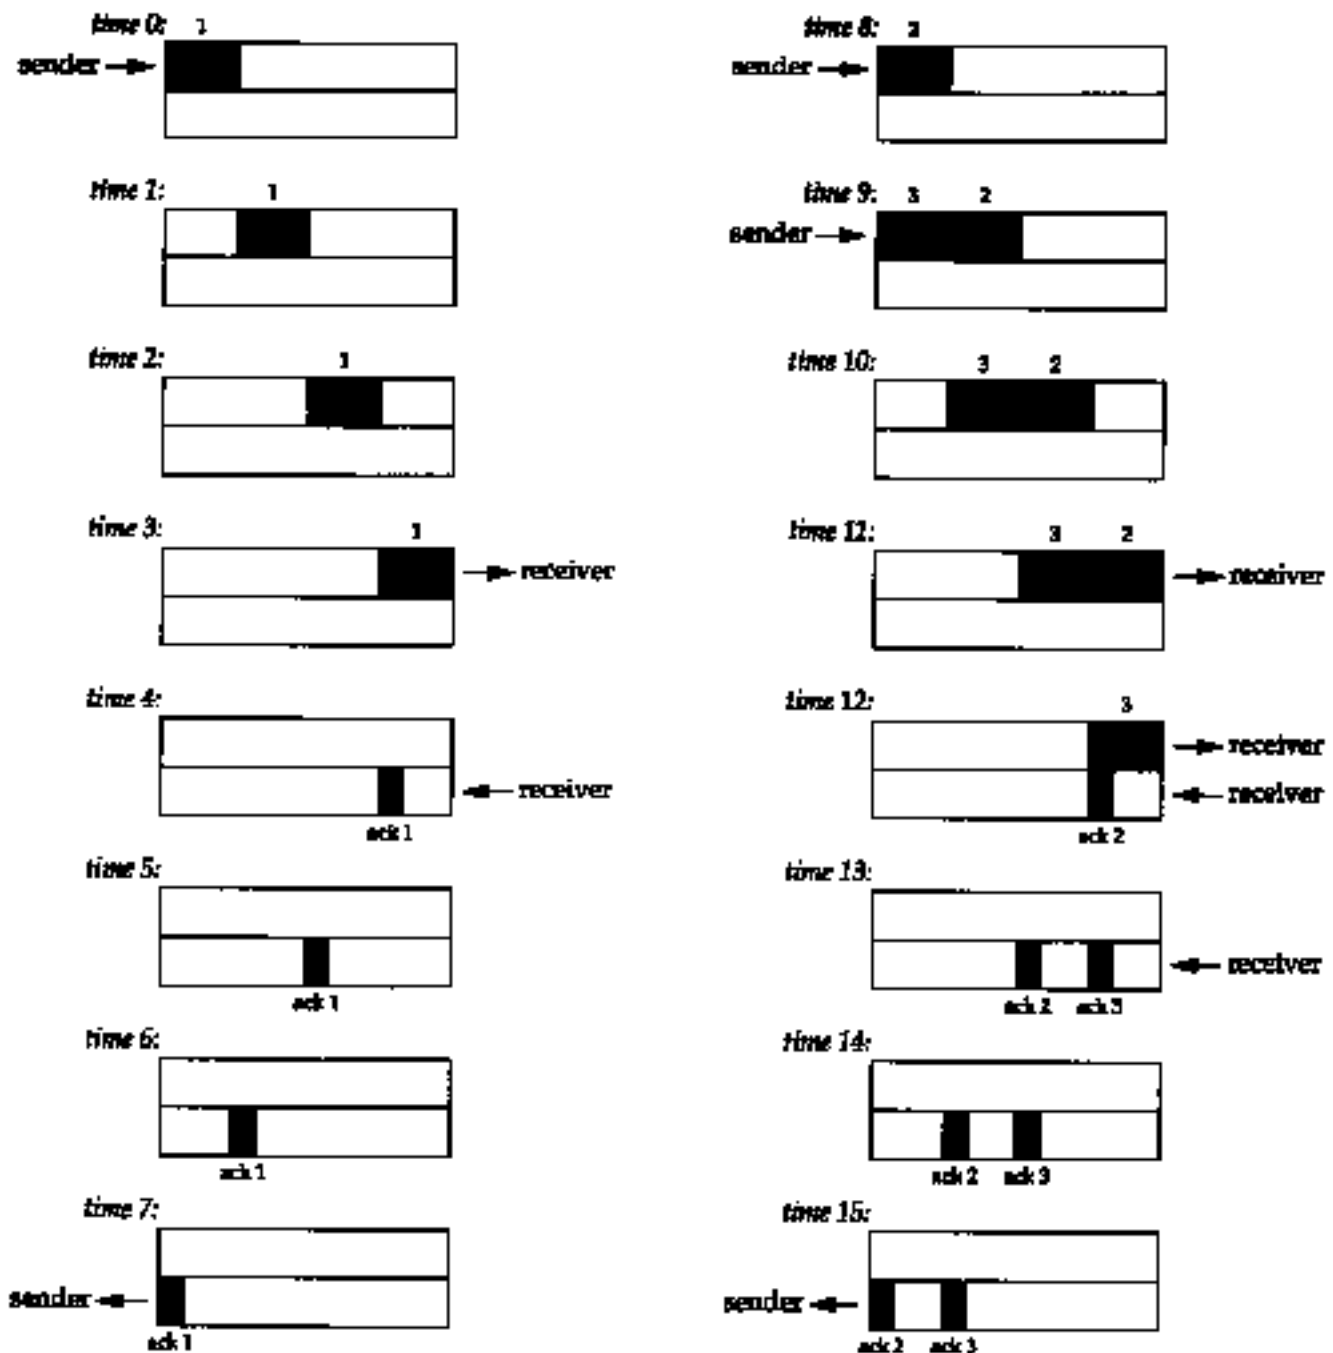 time 0: 1
sender
time 1: 1
time 2: 1
time 3: 1
receiver
time 4:
receiver
ack 1
time 5:
ack 1
time 6:
ack 1
time 7:
sender
ack 1
time 8: 2
sender
time 9: 3 2
sender
time 10: 3 2
time 11: 3 2
receiver
time 12: 3
receiver
receiver
ack 2
time 13:
receiver
ack 2 ack 3
time 14:
ack 2 ack 3
time 15:
sender
ack 2 ack 3